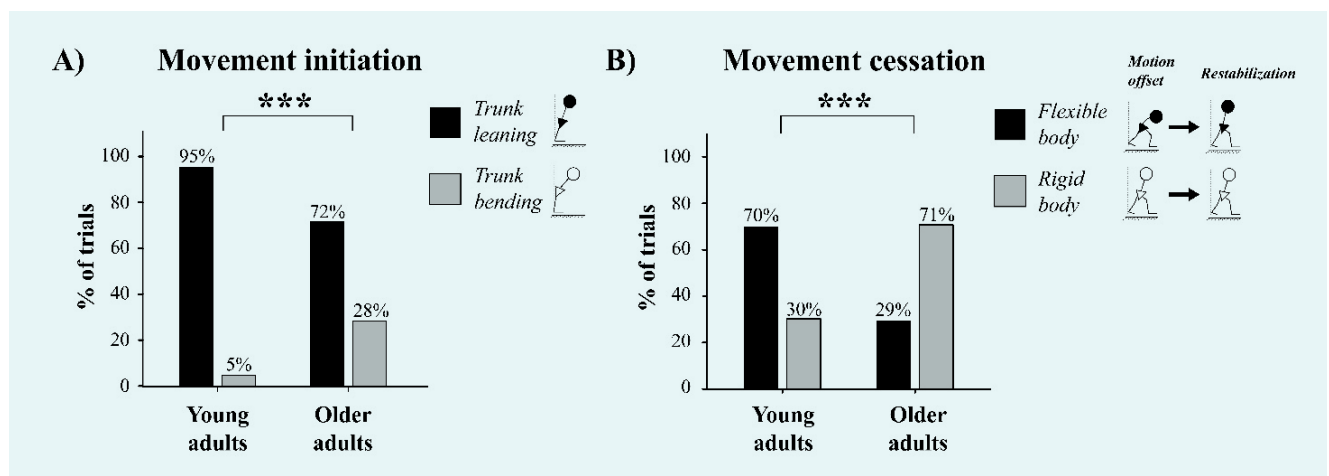 A) Movement initiation
***
Trunk
leaning
Trunk
bending
% of trials
100
80
60
40
20
0
95%
5%
72%
28%
Young
adults
Older
adults
B) Movement cessation
***
Motion
offset
Restabilization
Flexible
body
Rigid
body
% of trials
100
80
60
40
20
0
70%
30%
29%
71%
Young
adults
Older
adults